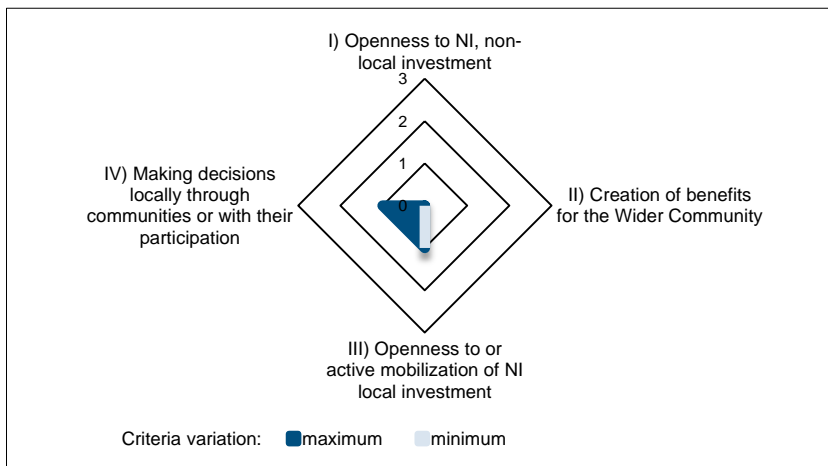 I) Openness to NI, non-
local investment
3
2
1
0
IV) Making decisions
locally through
communities or with their
participation
II) Creation of benefits
for the Wider Community
III) Openness to or
active mobilization of NI
local investment
Criteria variation: maximum minimum